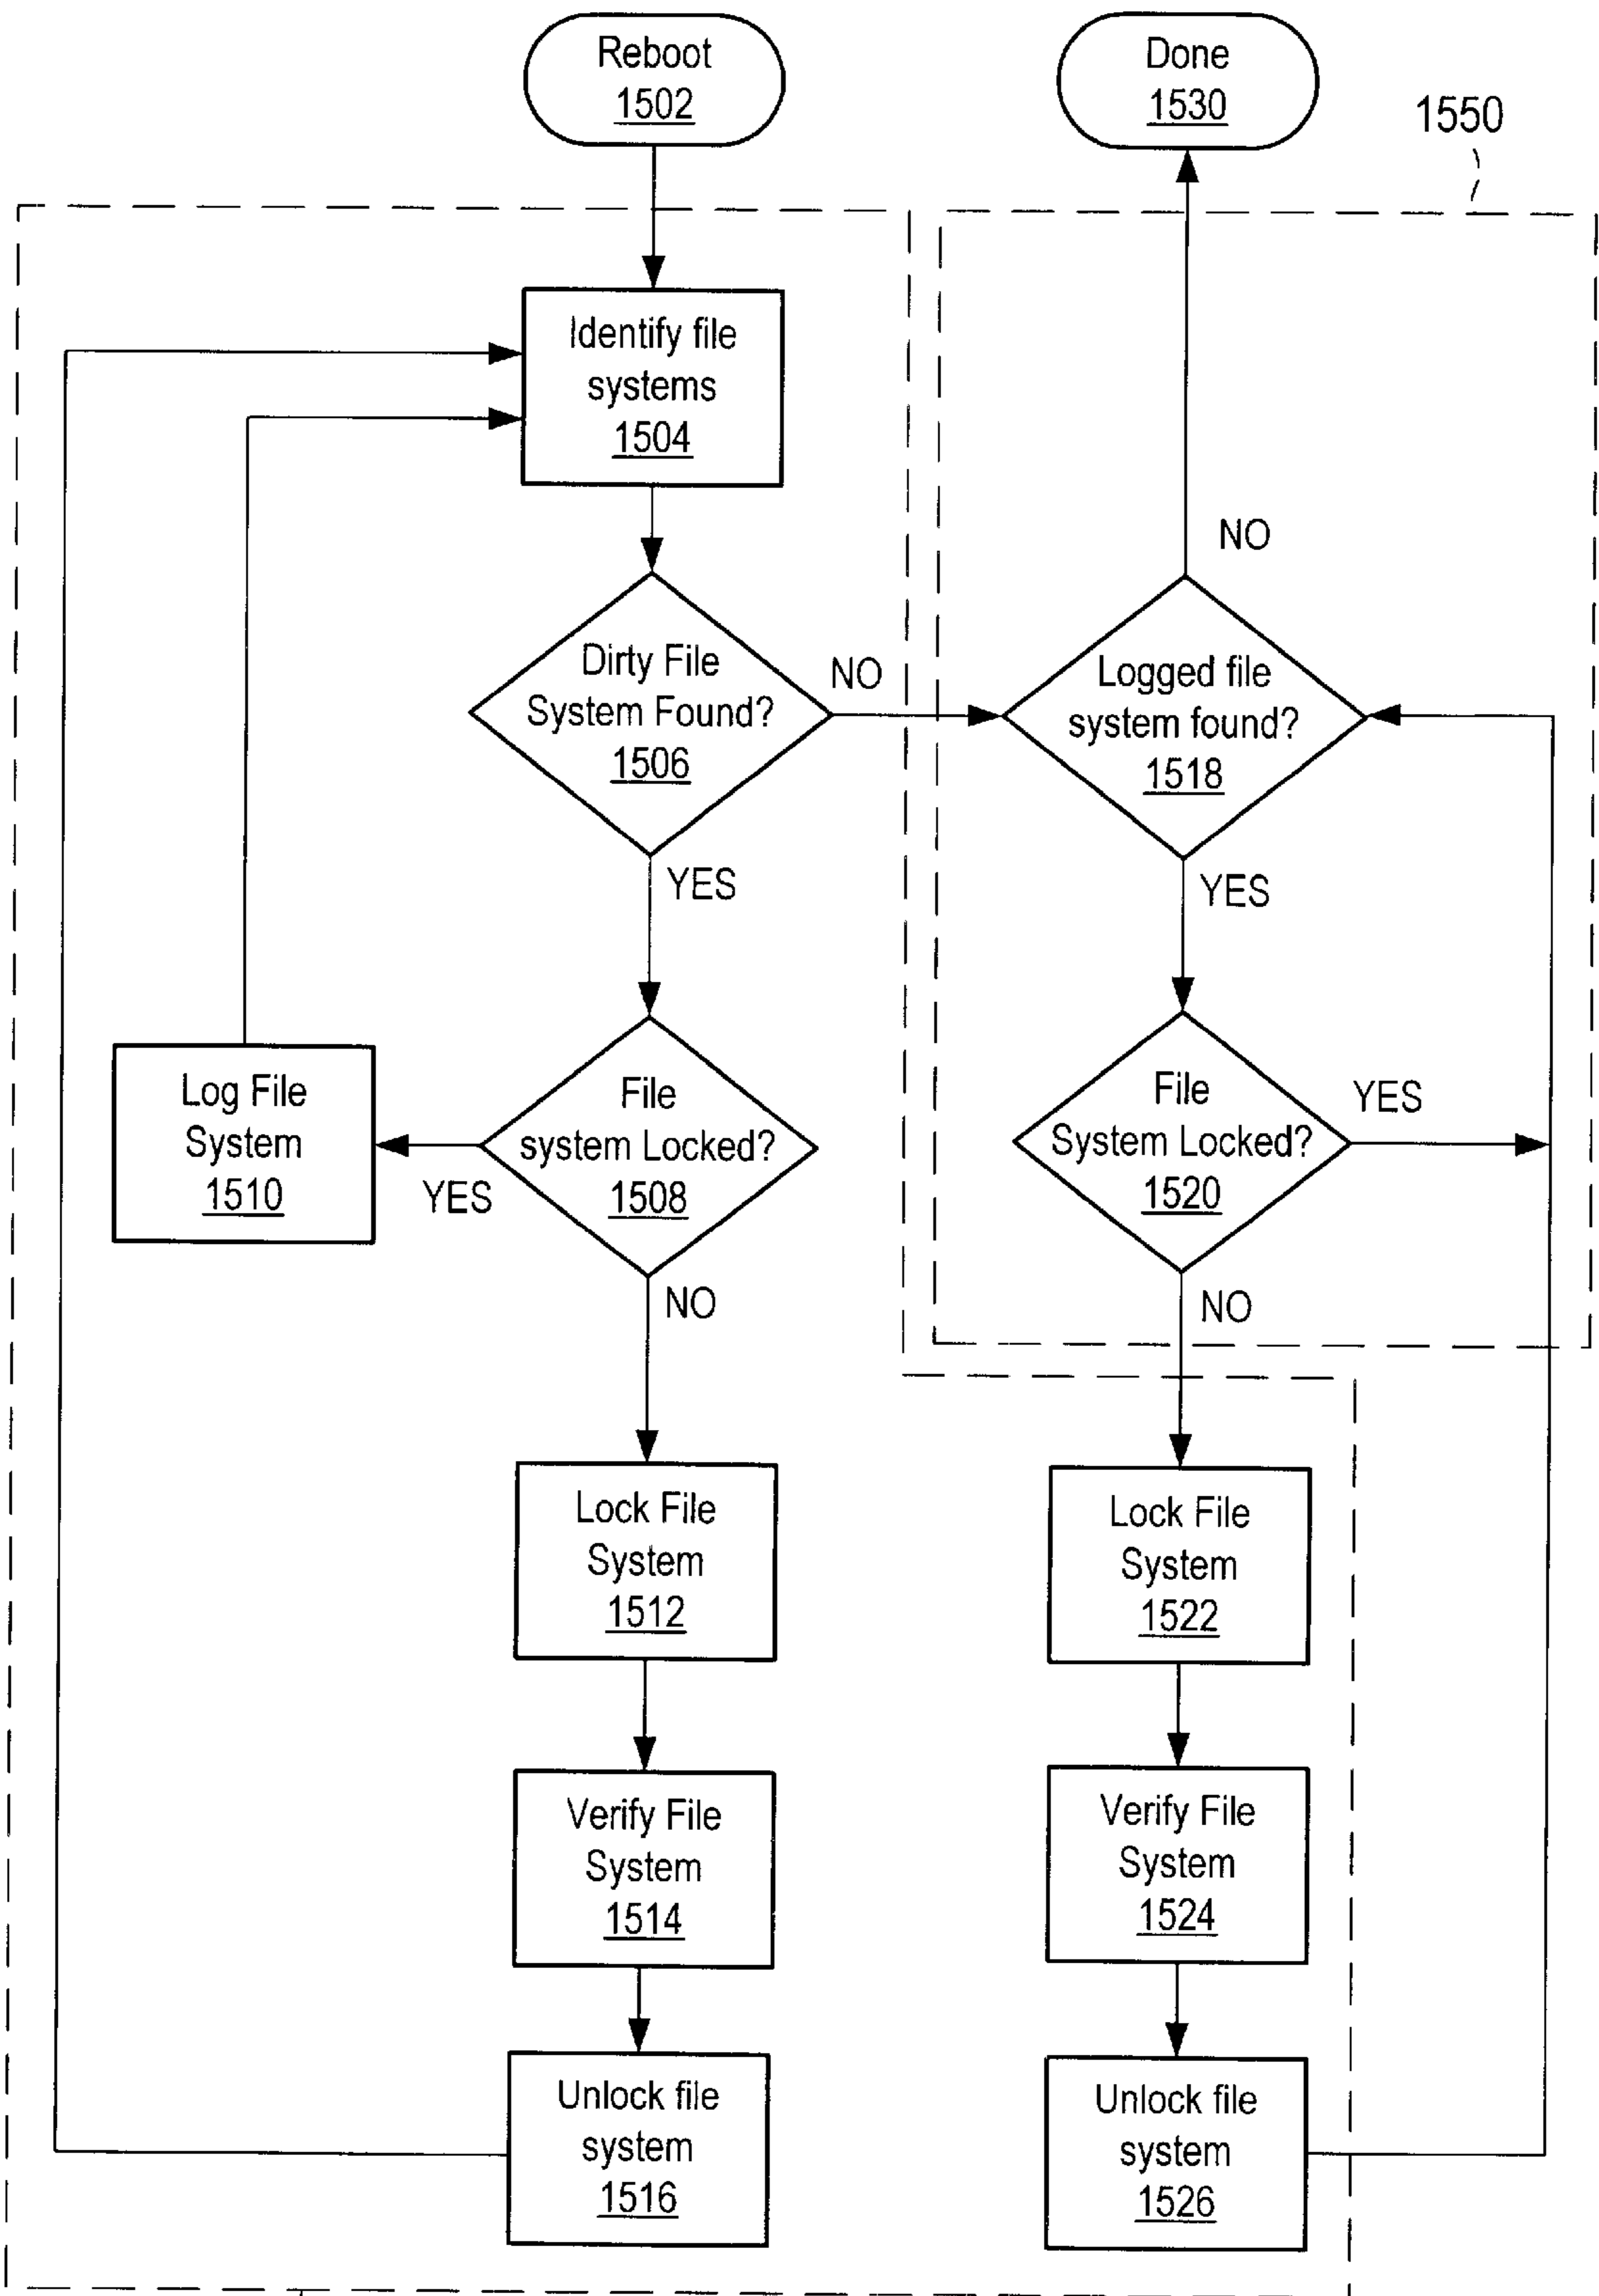 Reboot
1502
Done
1530
1550
Identify file
systems
1504
NO
Dirty File
System Found?
1506
NO
Logged file
system found?
1518
YES
YES
Log File
System
1510
YES
File
system Locked?
1508
File
System Locked?
1520
YES
NO
NO
Lock File
System
1512
Lock File
System
1522
Verify File
System
1514
Verify File
System
1524
Unlock file
system
1516
Unlock file
system
1526